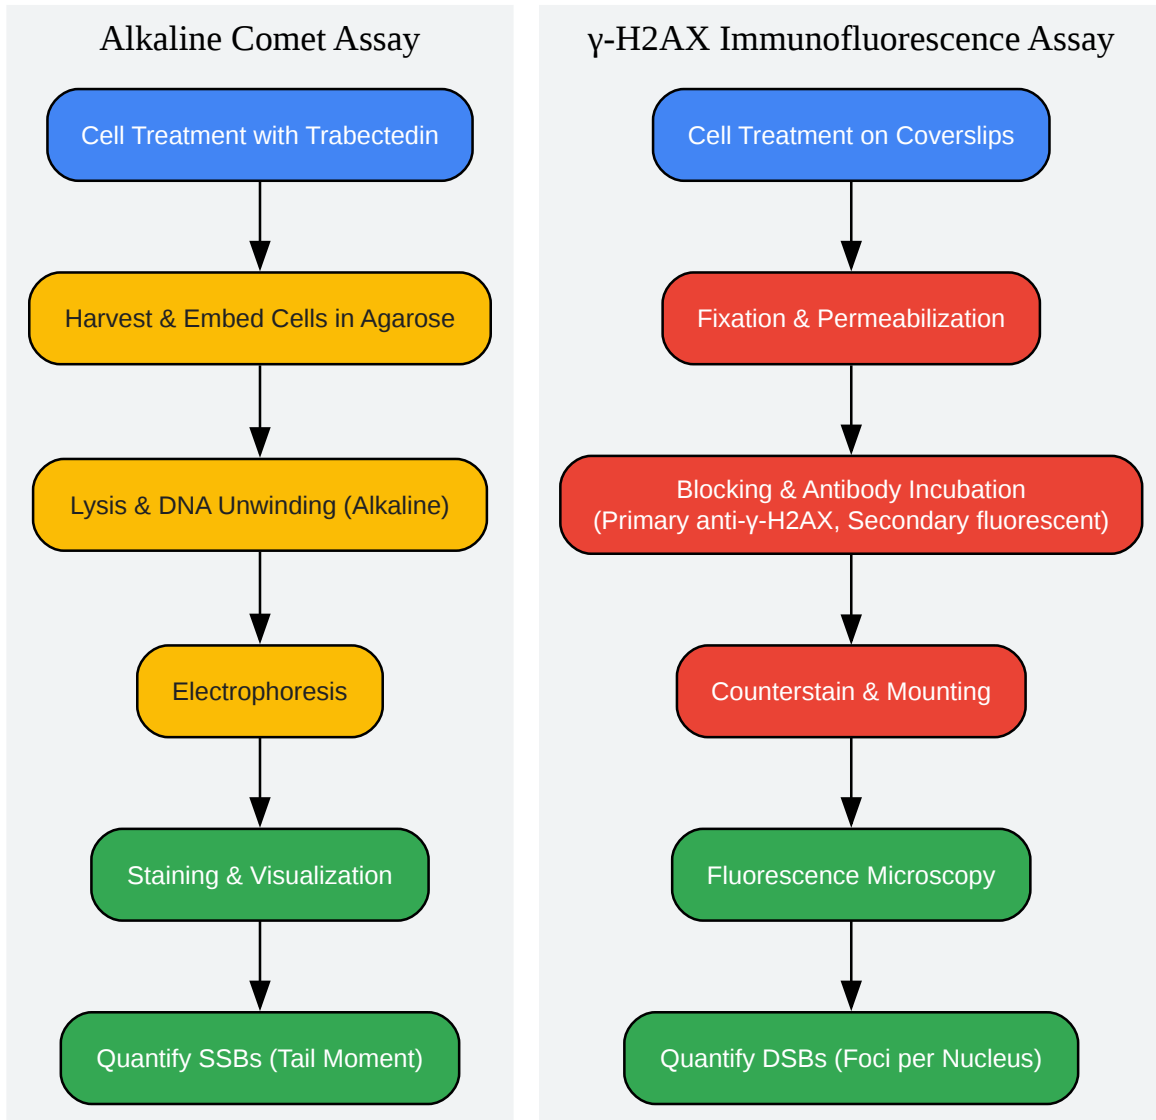 Alkaline Comet Assay
Cell Treatment with Trabectedin
Harvest & Embed Cells in Agarose
Lysis & DNA Unwinding (Alkaline)
Electrophoresis
Staining & Visualization
Quantify SSBs (Tail Moment)
γ-H2AX Immunofluorescence Assay
Cell Treatment on Coverslips
Fixation & Permeabilization
Blocking & Antibody Incubation
(Primary anti-γ-H2AX, Secondary fluorescent)
Counterstain & Mounting
Fluorescence Microscopy
Quantify DSBs (Foci per Nucleus)